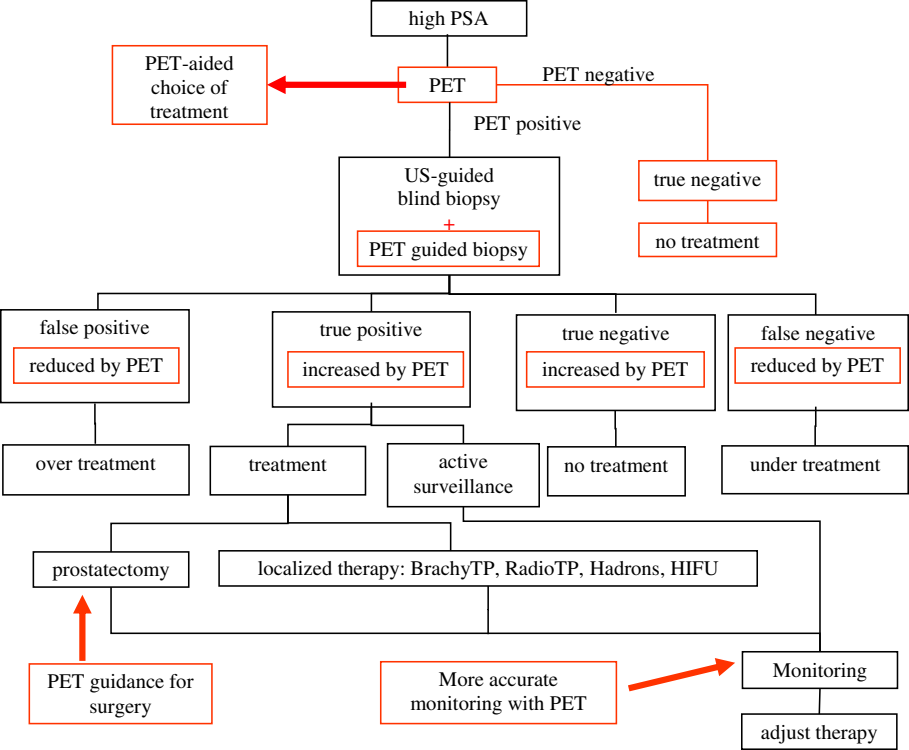 high PSA
PET-aided
choice of
treatment
PET
PET negative
PET positive
US-guided
blind biopsy
+
PET guided biopsy
true negative
no treatment
false positive
reduced by PET
true positive
increased by PET
true negative
increased by PET
false negative
reduced by PET
over treatment
treatment
active
surveillance
no treatment
under treatment
prostatectomy
localized therapy: BrachyTP, RadioTP, Hadrons, HIFU
PET guidance for
surgery
More accurate
monitoring with PET
Monitoring
adjust therapy